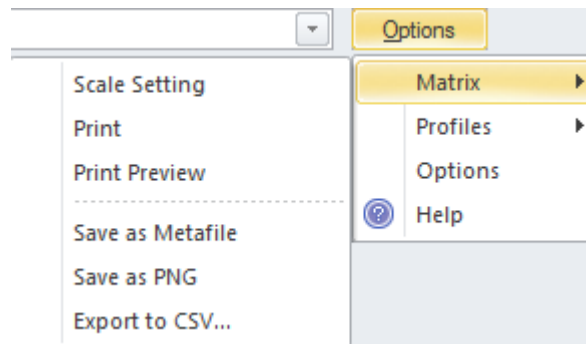 Options
Matrix
Profiles
Options
Help
Scale Setting
Print
Print Preview
Save as Metafile
Save as PNG
Export to CSV...